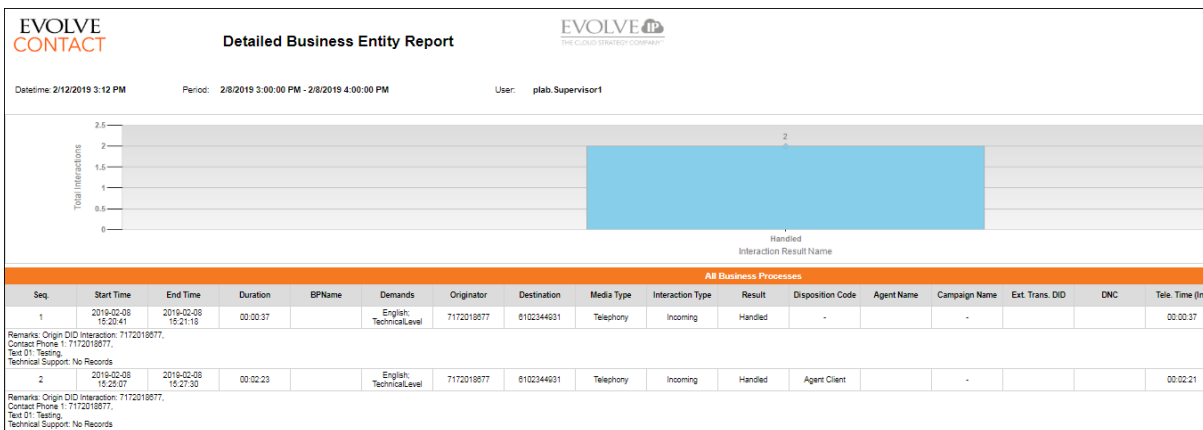 EVOLVE
CONTACT
Detailed Business Entity Report
EVOLVE IP
THE CLOUD STRATEGY COMPANY™
Datetime: 2/12/2019 3:12 PM Period: 2/8/2019 3:00:00 PM - 2/8/2019 4:00:00 PM User: plab.Supervisor1
2.5
2
1.5
1
0.5
0
Total Interactions
2
Handled
Interaction Result Name
All Business Processes
Seq. Start Time End Time Duration BPName Demands Originator Destination Media Type Interaction Type Result Disposition Code Agent Name Campaign Name Ext. Trans. DID DNC Tele. Time (In
1 2019-02-08 15:20:41 2019-02-08 15:21:18 00:00:37 English; TechnicalLevel 7172018677 6102344931 Telephony Incoming Handled - - 00:00:37
Remarks: Origin DID Interaction: 7172018677,
Contact Phone 1: 7172018677,
Text 01: Testing,
Technical Support: No Records
2 2019-02-08 15:25:07 2019-02-08 15:27:30 00:02:23 English; TechnicalLevel 7172018677 6102344931 Telephony Incoming Handled Agent Client - 00:02:21
Remarks: Origin DID Interaction: 7172018677,
Contact Phone 1: 7172018677,
Text 01: Testing,
Technical Support: No Records